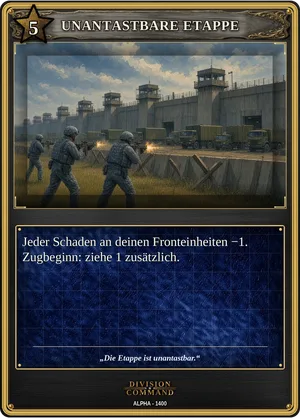 5
UNANTASTBARE ETAPPE
Jeder Schaden an deinen Fronteinheiten −1.
Zugbeginn: ziehe 1 zusätzlich.
„Die Etappe ist unantastbar.“
DIVISION
COMMAND
ALPHA - 1400